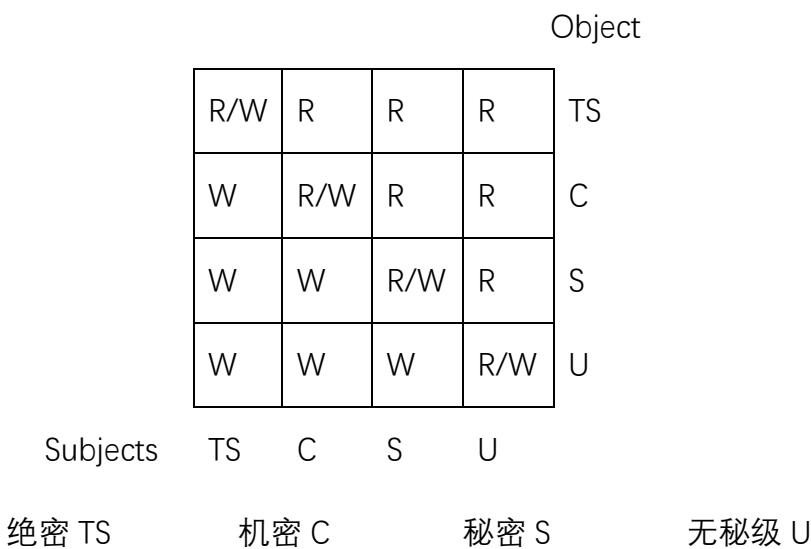 Object
R/W R R R TS
W R/W R R C
W W R/W R S
W W W R/W U
Subjects TS C S U
绝密 TS 机密 C 秘密 S 无秘级 U